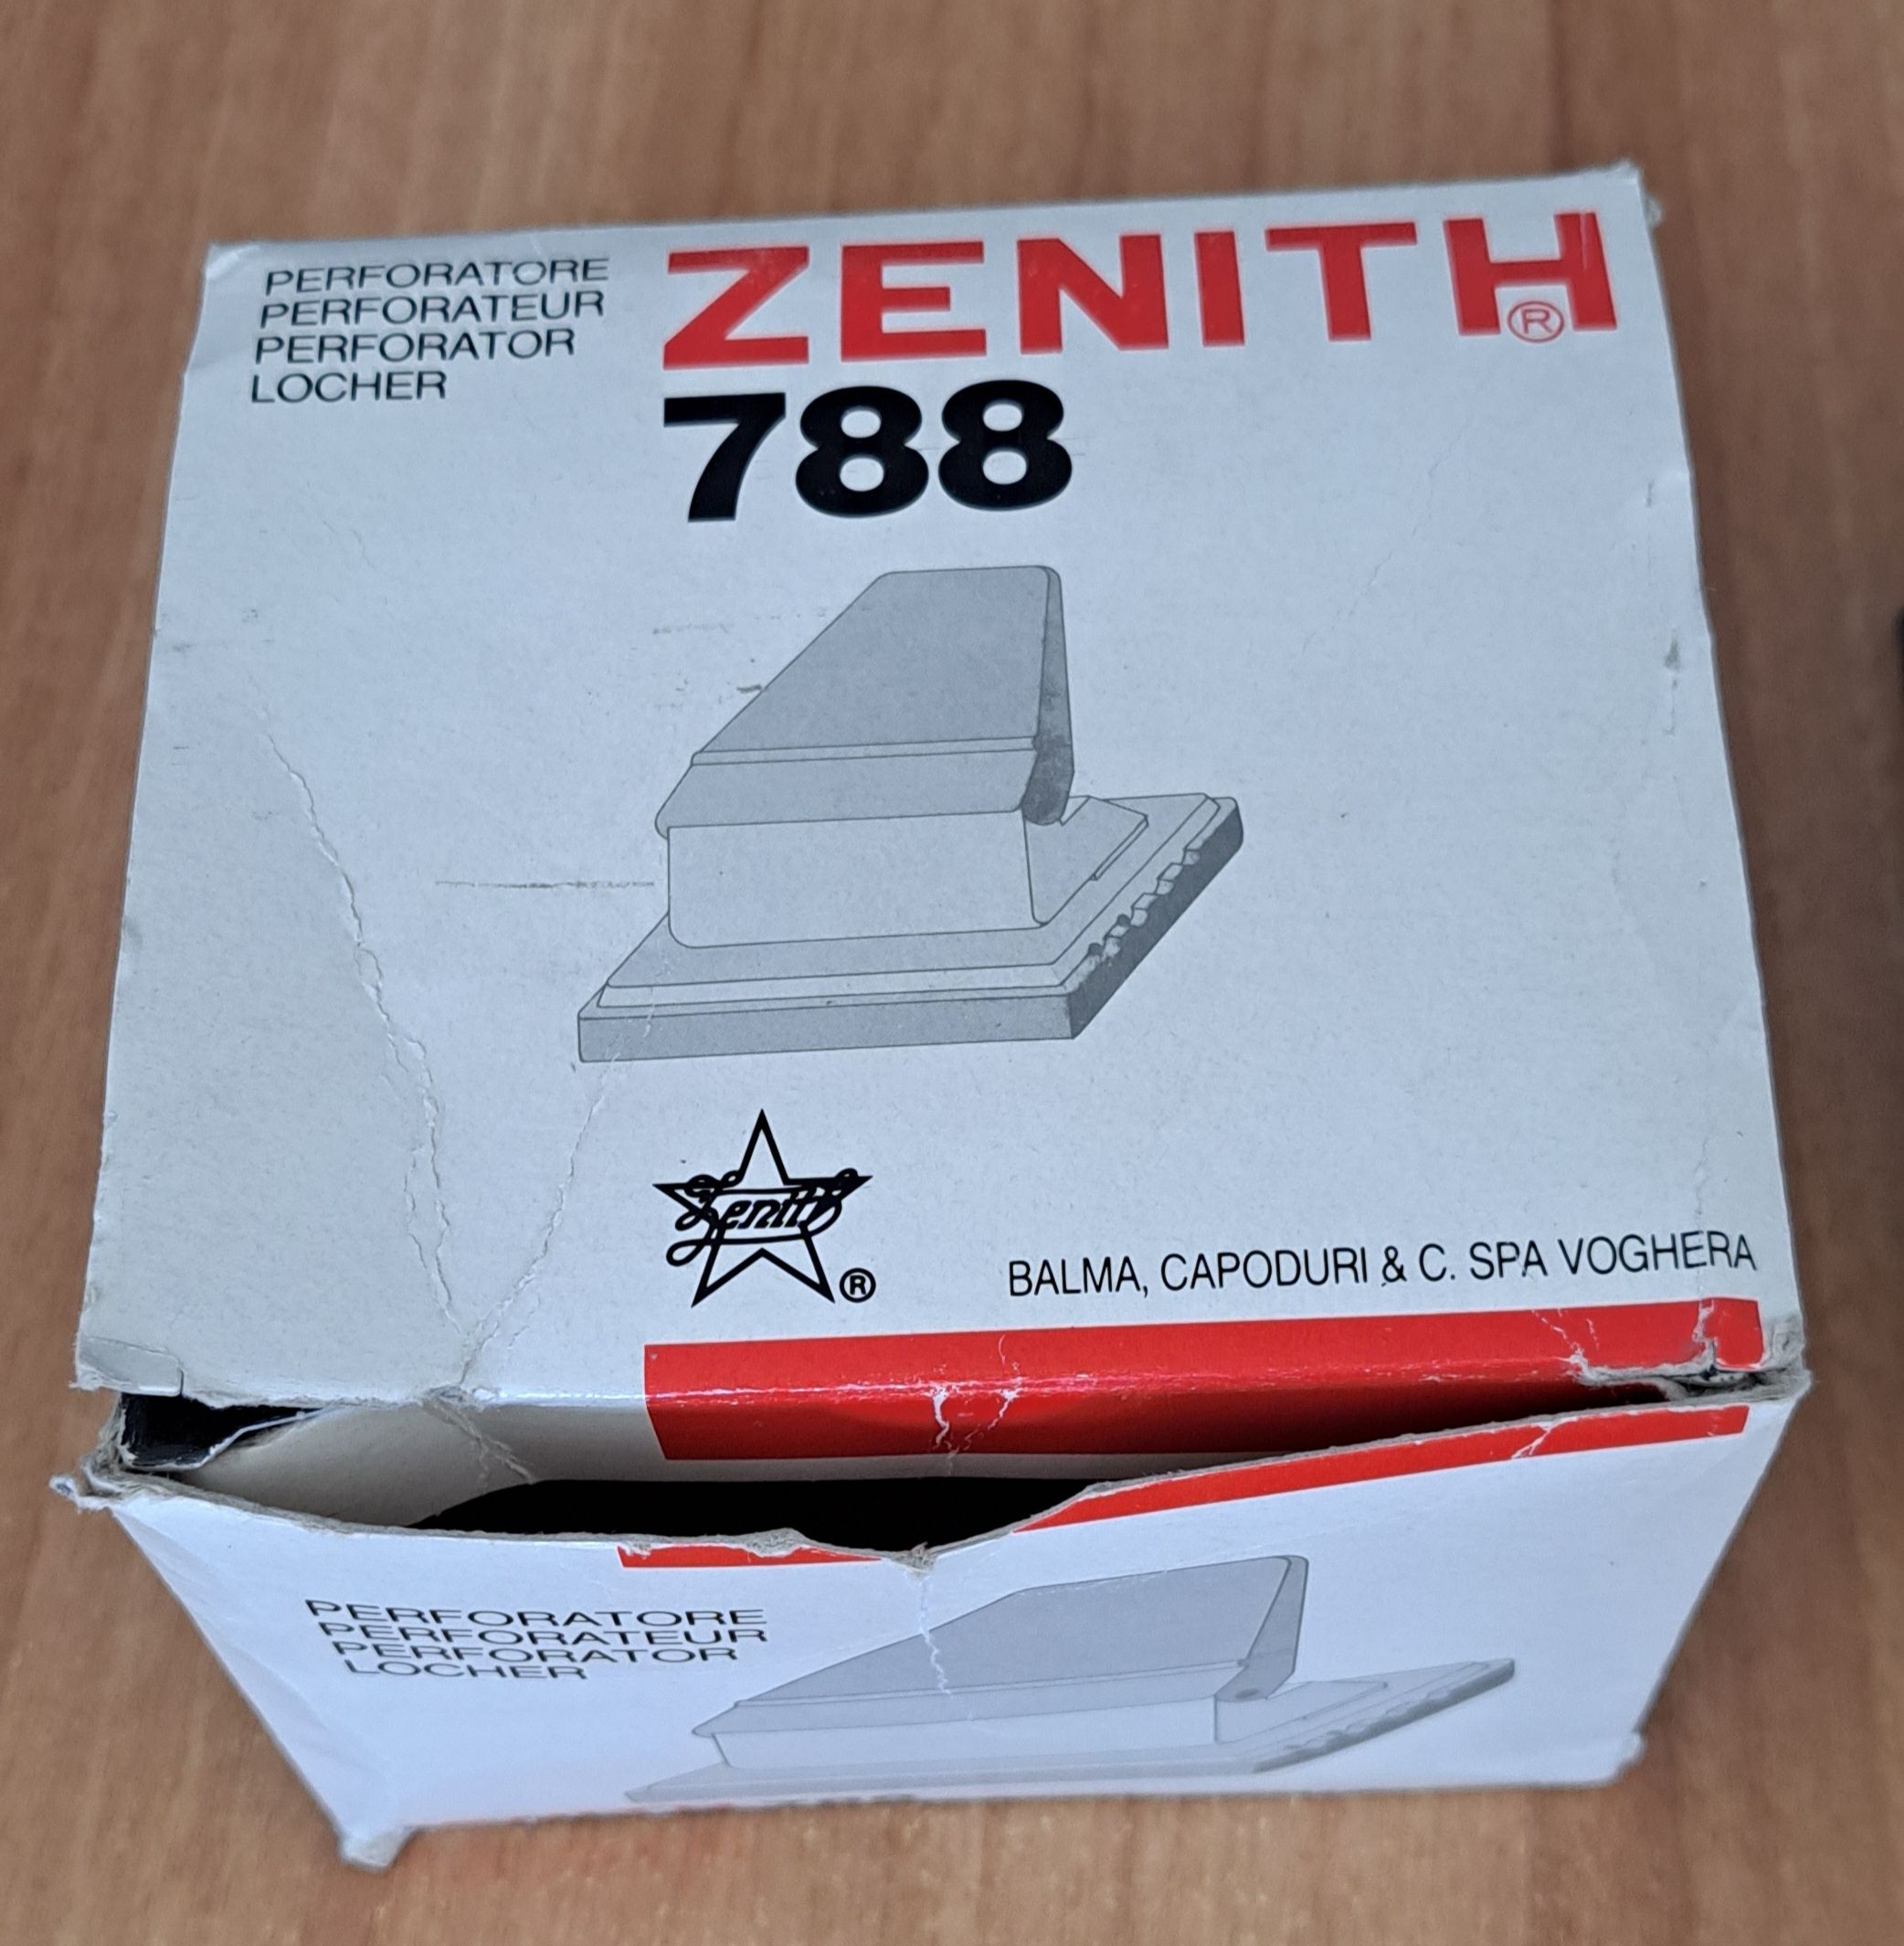 PERFORATORE
PERFORATEUR
PERFORATOR
LOCHER
ZENITH ®
788
Zenith ®
BALMA, CAPODURI & C. SPA VOGHERA
PERFORATORE
PERFORATEUR
PERFORATOR
LOCHER